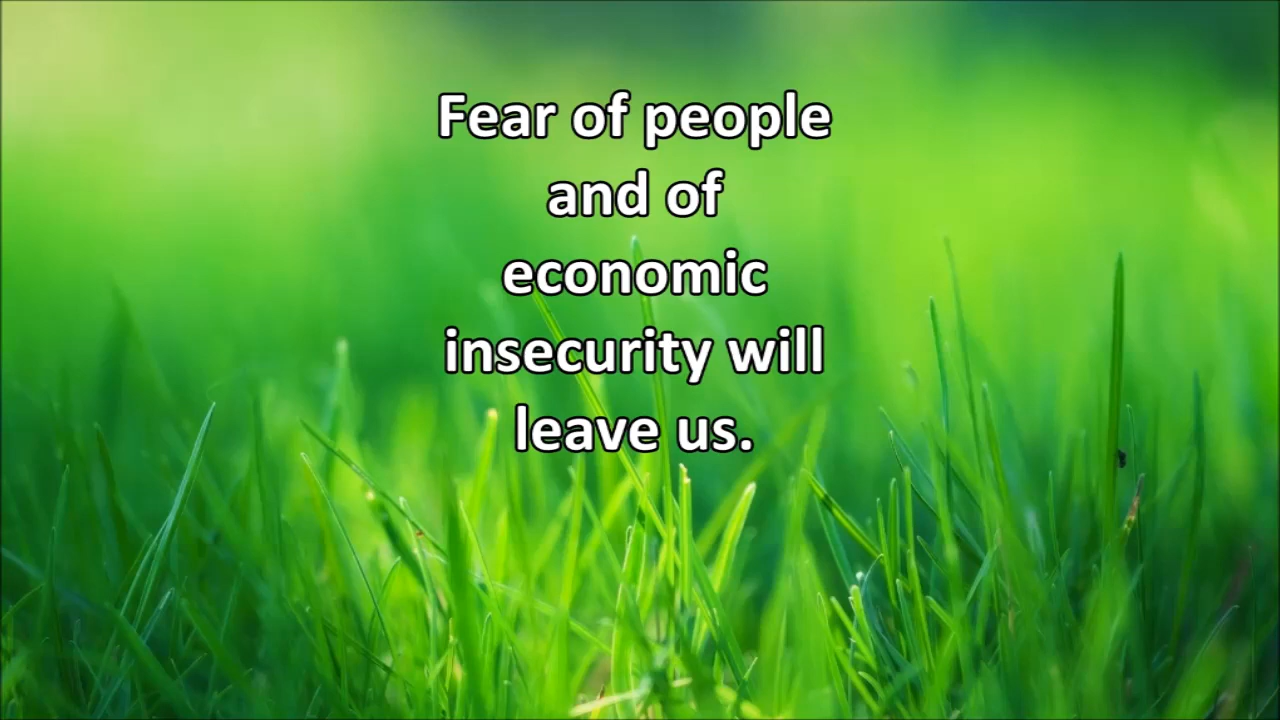 Fear of people
and of
economic
insecurity will
leave us.